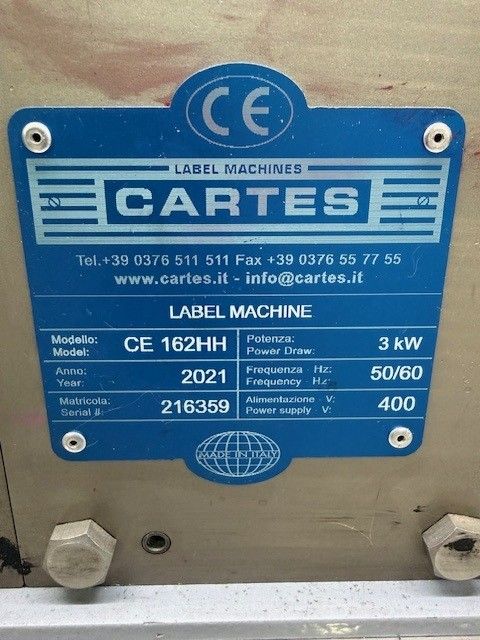 CE
LABEL MACHINES
CARTES
Tel.+39 0376 511 511 Fax +39 0376 55 77 55
www.cartes.it - info@cartes.it
LABEL MACHINE
Modello:
Model: CE 162HH
Potenza:
Power Draw: 3 kW
Anno:
Year: 2021
Frequenza Hz:
Frequency Hz: 50/60
Matricola:
Serial #: 216359
Alimentazione V:
Power supply V: 400
MADE IN ITALY